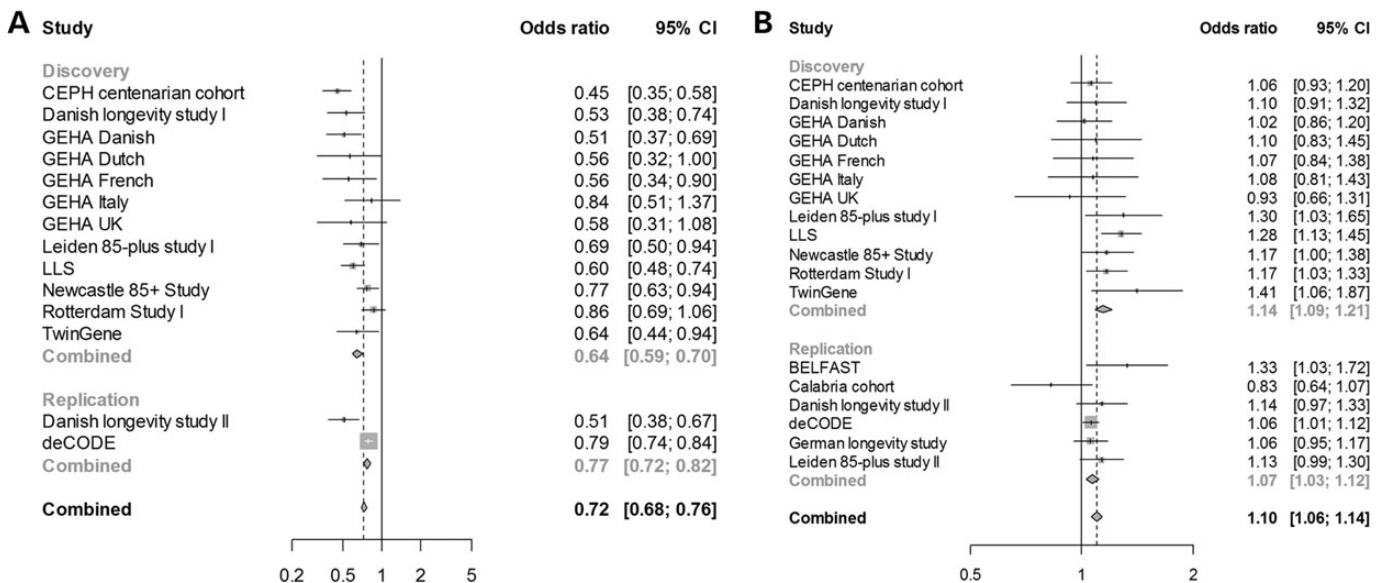 A Study Odds ratio 95% CI
Discovery
CEPH centenarian cohort 0.45 [0.35; 0.58]
Danish longevity study I 0.53 [0.38; 0.74]
GEHA Danish 0.51 [0.37; 0.69]
GEHA Dutch 0.56 [0.32; 1.00]
GEHA French 0.56 [0.34; 0.90]
GEHA Italy 0.84 [0.51; 1.37]
GEHA UK 0.58 [0.31; 1.08]
Leiden 85-plus study I 0.69 [0.50; 0.94]
LLS 0.60 [0.48; 0.74]
Newcastle 85+ Study 0.77 [0.63; 0.94]
Rotterdam Study I 0.86 [0.69; 1.06]
TwinGene 0.64 [0.44; 0.94]
Combined 0.64 [0.59; 0.70]
Replication
Danish longevity study II 0.51 [0.38; 0.67]
deCODE 0.79 [0.74; 0.84]
Combined 0.77 [0.72; 0.82]
Combined 0.72 [0.68; 0.76]
0.2 0.5 1 2 5
B Study Odds ratio 95% CI
Discovery
CEPH centenarian cohort 1.06 [0.93; 1.20]
Danish longevity study I 1.10 [0.91; 1.32]
GEHA Danish 1.02 [0.86; 1.20]
GEHA Dutch 1.10 [0.83; 1.45]
GEHA French 1.07 [0.84; 1.38]
GEHA Italy 1.08 [0.81; 1.43]
GEHA UK 0.93 [0.66; 1.31]
Leiden 85-plus study I 1.30 [1.03; 1.65]
LLS 1.28 [1.13; 1.45]
Newcastle 85+ Study 1.17 [1.00; 1.38]
Rotterdam Study I 1.17 [1.03; 1.33]
TwinGene 1.41 [1.06; 1.87]
Combined 1.14 [1.09; 1.21]
Replication
BELFAST 1.33 [1.03; 1.72]
Calabria cohort 0.83 [0.64; 1.07]
Danish longevity study II 1.14 [0.97; 1.33]
deCODE 1.06 [1.01; 1.12]
German longevity study 1.06 [0.95; 1.17]
Leiden 85-plus study II 1.13 [0.99; 1.30]
Combined 1.07 [1.03; 1.12]
Combined 1.10 [1.06; 1.14]
0.5 1 2